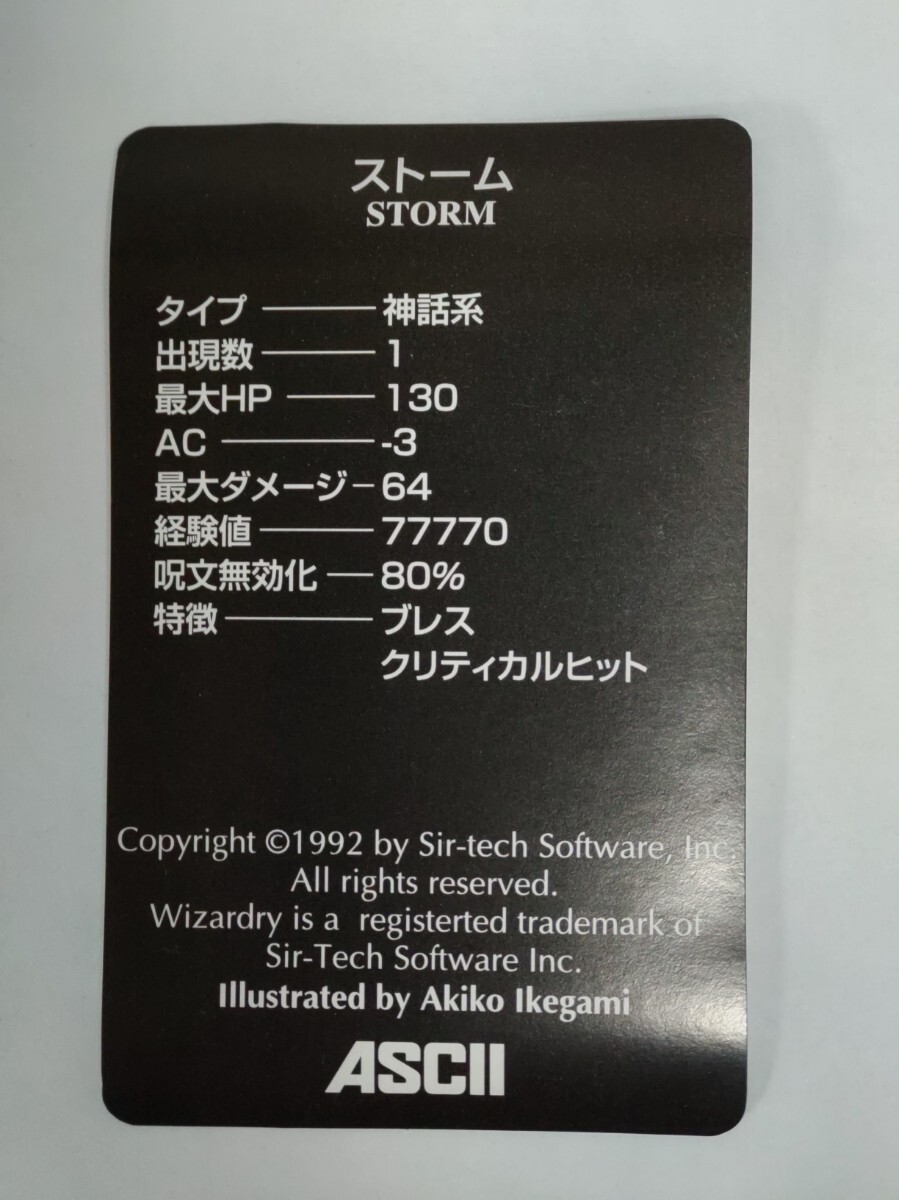 ストーム
STORM
タイプ ― 神話系
出現数 ― 1
最大HP ― 130
AC ― -3
最大ダメージ ― 64
経験値 ― 77770
呪文無効化 ― 80%
特徴 ― ブレス
クリティカルヒット
Copyright ©1992 by Sir-tech Software, Inc.
All rights reserved.
Wizardry is a registerted trademark of
Sir-Tech Software Inc.
Illustrated by Akiko Ikegami
ASCII